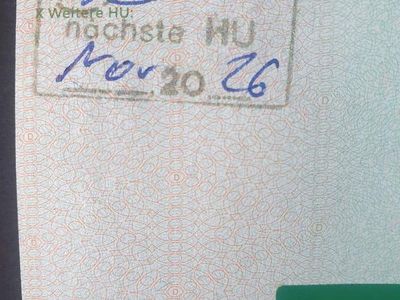 x Weitere HU:
nächste HU
Nov 20 26